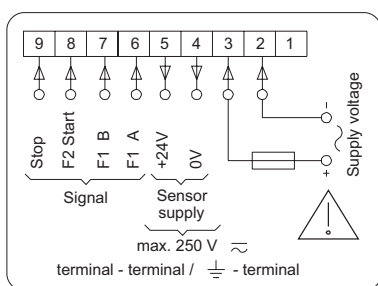 9 8 7 6 5 4 3 2 1
Stop
F2 Start
F1 B
F1 A
+24V
0V
-
+
Supply voltage
Signal
Sensor
supply
max. 250 V
terminal - terminal / - terminal